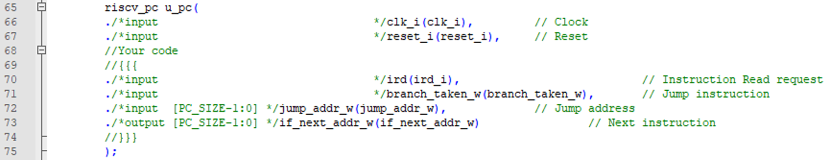 65 riscv_pc u_pc(
66 ./*input */clk_i(clk_i), // Clock
67 ./*input */reset_i(reset_i), // Reset
68 //Your code
69 //{{{
70 ./*input */ird(ird_i), // Instruction Read request
71 ./*input */branch_taken_w(branch_taken_w), // Jump instruction
72 ./*input [PC_SIZE-1:0] */jump_addr_w(jump_addr_w), // Jump address
73 ./*output [PC_SIZE-1:0] */if_next_addr_w(if_next_addr_w) // Next instruction
74 //}}}
75 );